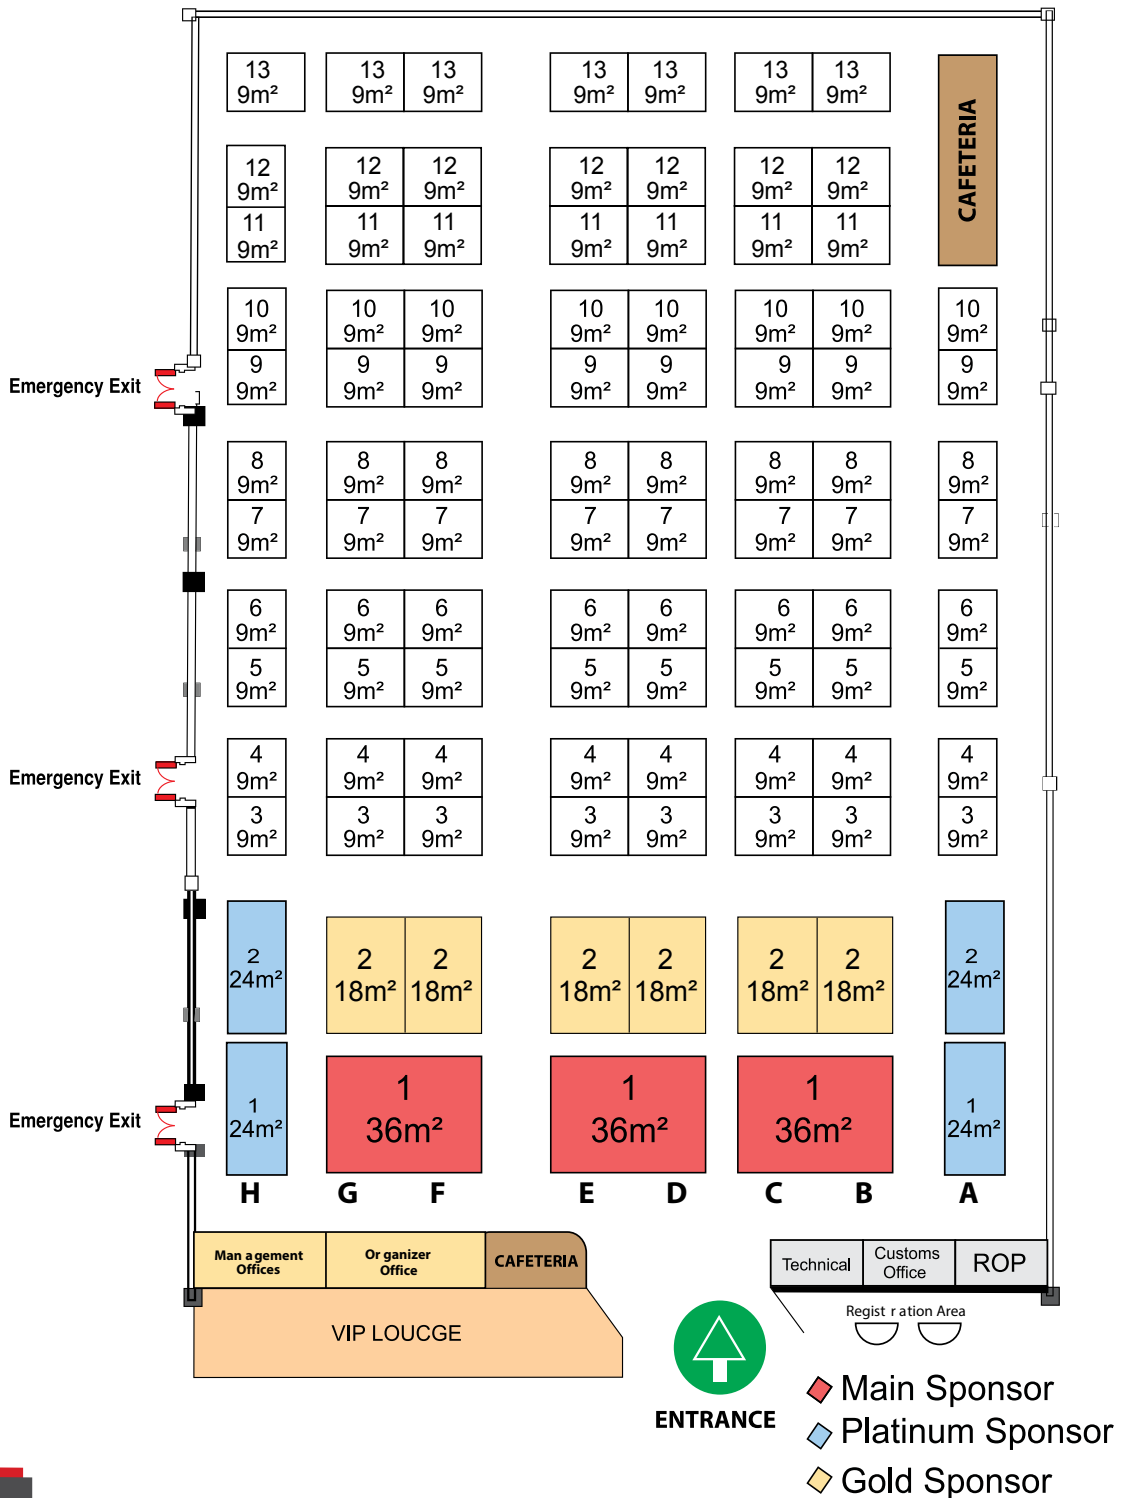 13 13 13 13 13 13 13
9m² 9m² 9m² 9m² 9m² 9m² 9m²
CAFETERIA
12 12 12 12 12 12 12
9m² 9m² 9m² 9m² 9m² 9m² 9m²
11 11 11 11 11 11 11
9m² 9m² 9m² 9m² 9m² 9m² 9m²
10 10 10 10 10 10 10 10
9m² 9m² 9m² 9m² 9m² 9m² 9m² 9m²
9 9 9 9 9 9 9 9
9m² 9m² 9m² 9m² 9m² 9m² 9m² 9m²
Emergency Exit
8 8 8 8 8 8 8 8
9m² 9m² 9m² 9m² 9m² 9m² 9m² 9m²
7 7 7 7 7 7 7 7
9m² 9m² 9m² 9m² 9m² 9m² 9m² 9m²
6 6 6 6 6 6 6 6
9m² 9m² 9m² 9m² 9m² 9m² 9m² 9m²
5 5 5 5 5 5 5 5
9m² 9m² 9m² 9m² 9m² 9m² 9m² 9m²
4 4 4 4 4 4 4 4
9m² 9m² 9m² 9m² 9m² 9m² 9m² 9m²
Emergency Exit
3 3 3 3 3 3 3 3
9m² 9m² 9m² 9m² 9m² 9m² 9m² 9m²
2 2 2 2 2 2 2 2
24m² 18m² 18m² 18m² 18m² 18m² 18m² 24m²
1 1 1 1 1
24m² 36m² 36m² 36m² 24m²
Emergency Exit
H G F E D C B A
Man agement
Offices
Or ganizer
Office
CAFETERIA
Technical
Customs
Office
ROP
VIP LOUCGE
Regist r ation Area
ENTRANCE
Main Sponsor
Platinum Sponsor
Gold Sponsor